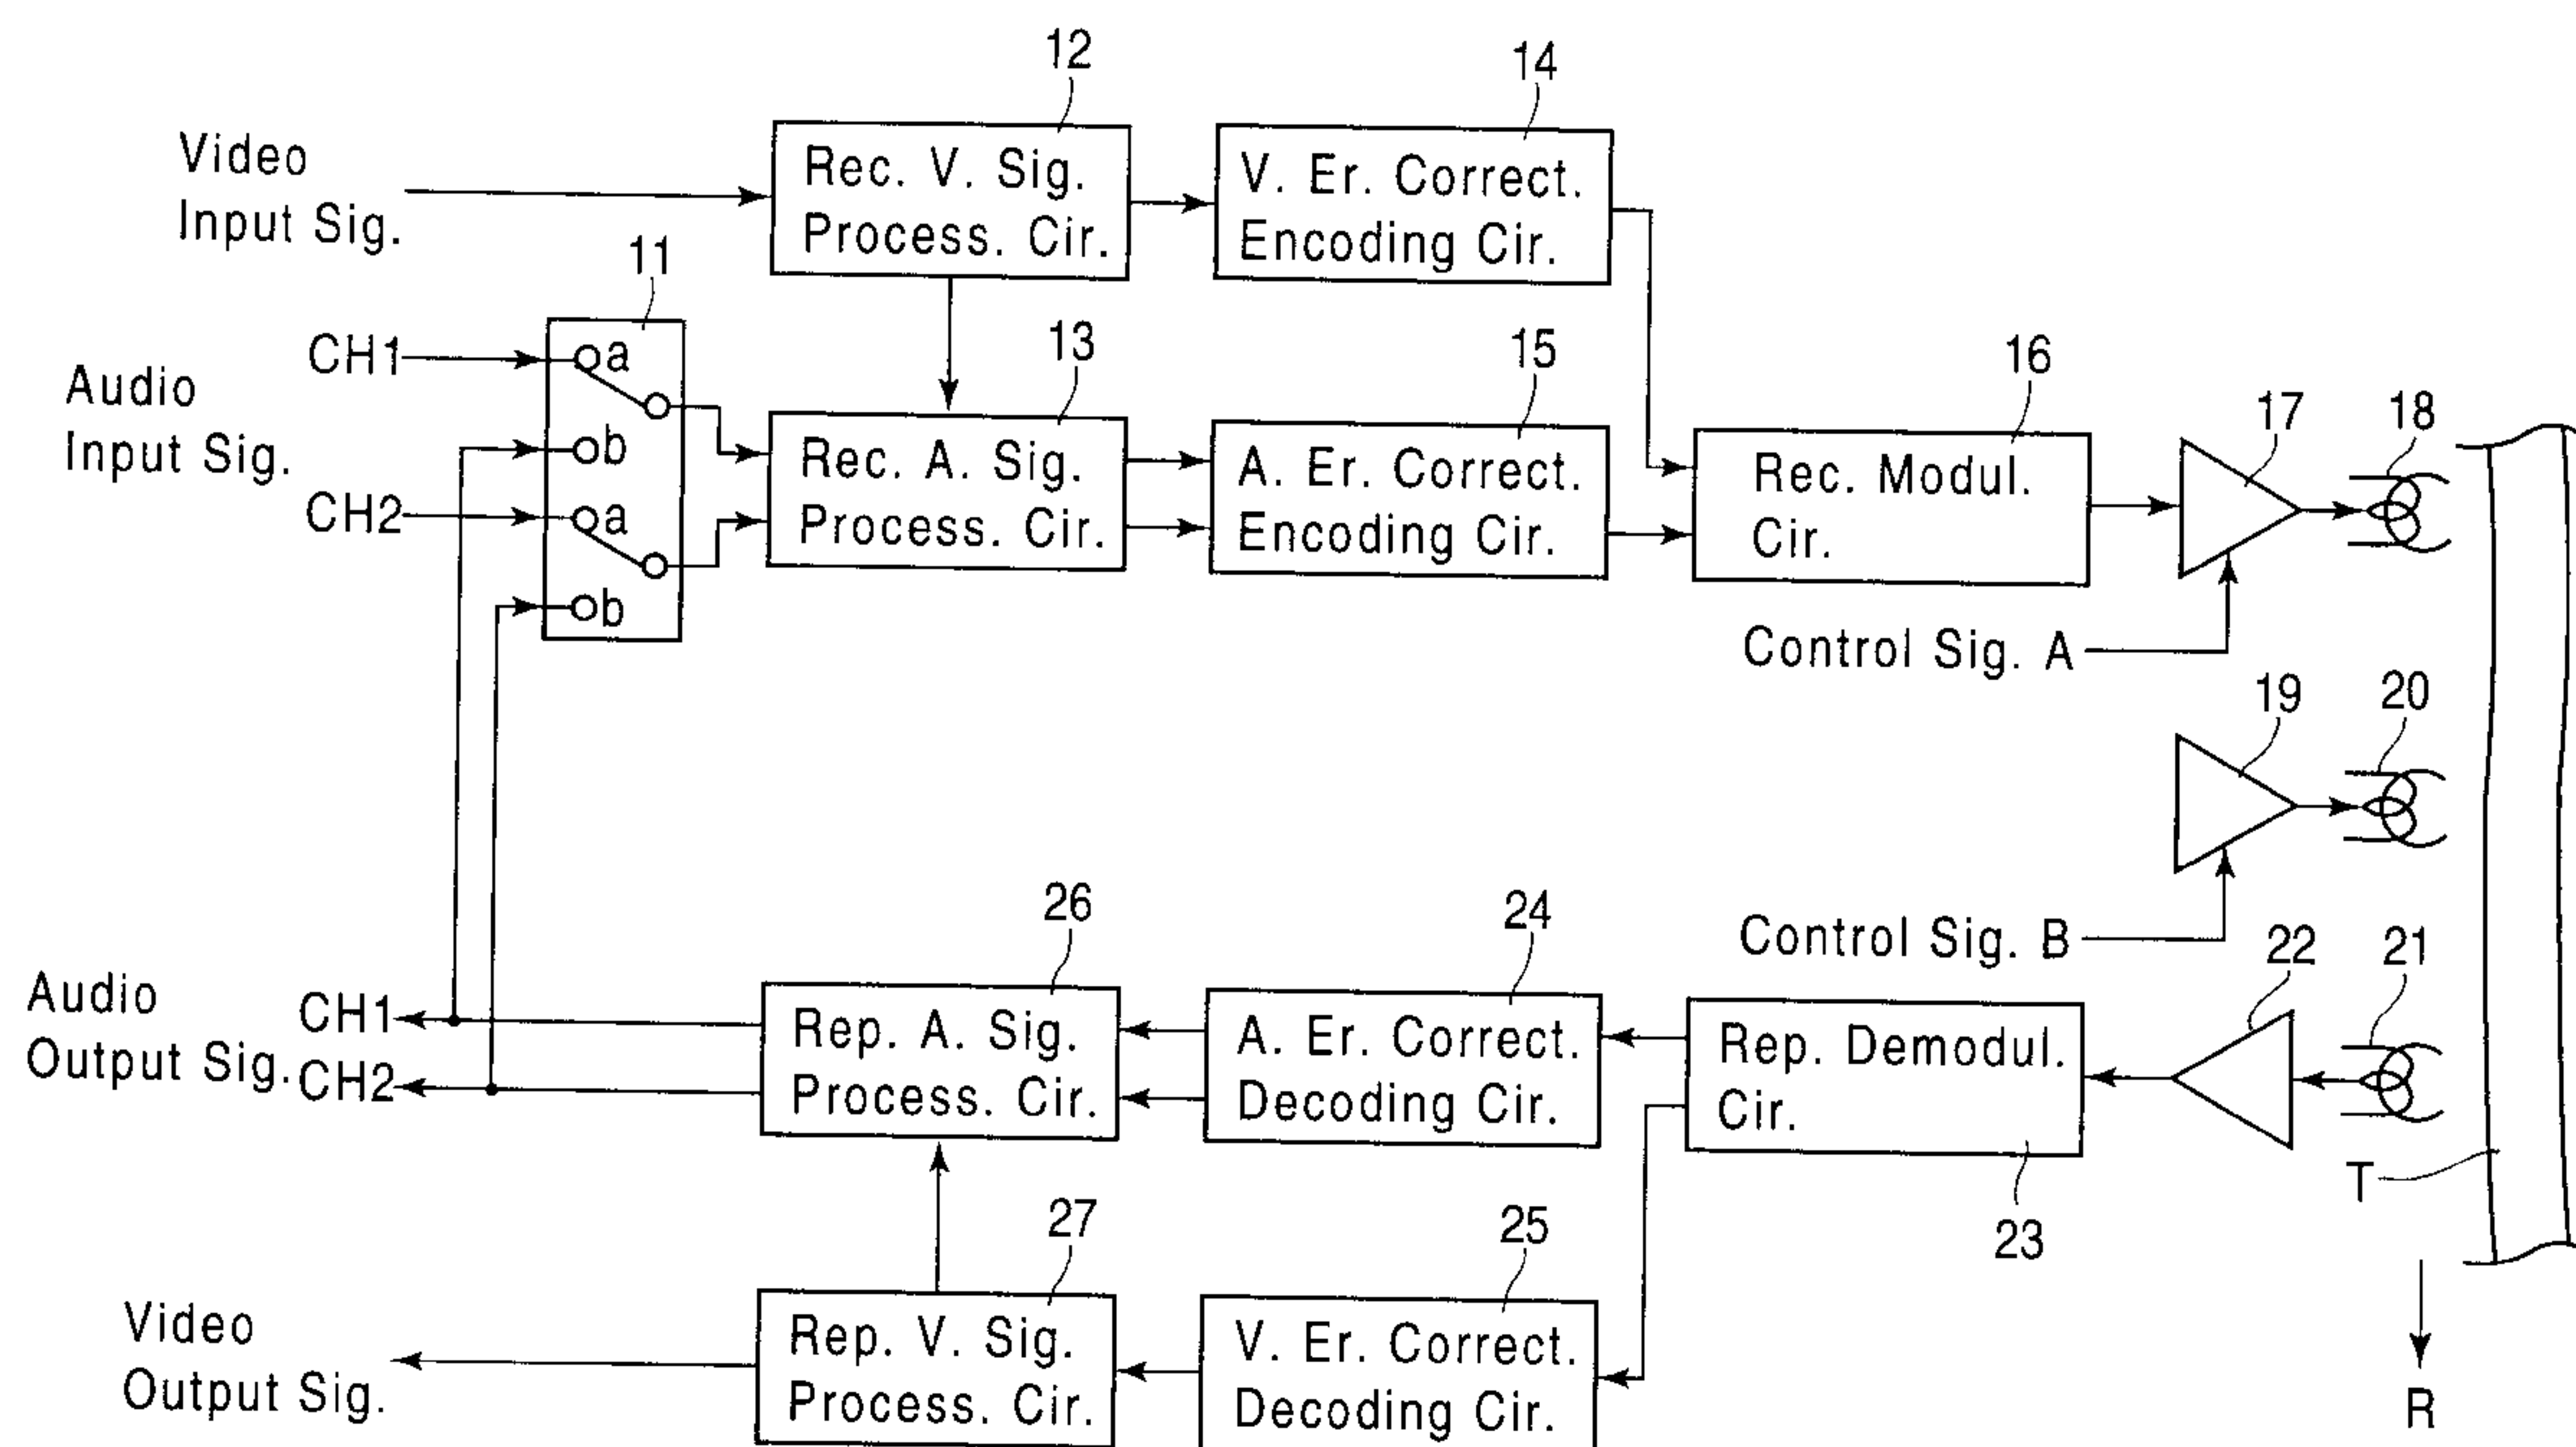 12
14
Video
Input Sig.
Rec. V. Sig.
Process. Cir.
V. Er. Correct.
Encoding Cir.
11
Audio
Input Sig.
CH1
CH2
a
b
a
b
13
15
16
Rec. A. Sig.
Process. Cir.
A. Er. Correct.
Encoding Cir.
Rec. Modul.
Cir.
17
18
Control Sig. A
19
20
Control Sig. B
26
24
22
21
Audio
Output Sig.
CH1
CH2
Rep. A. Sig.
Process. Cir.
A. Er. Correct.
Decoding Cir.
Rep. Demodul.
Cir.
T
23
27
25
Video
Output Sig.
Rep. V. Sig.
Process. Cir.
V. Er. Correct.
Decoding Cir.
R